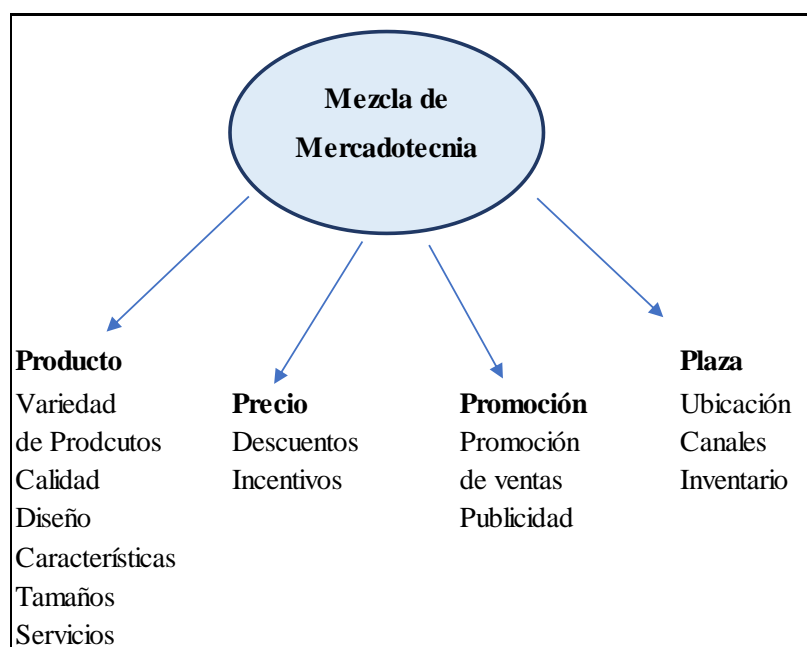 Mezcla de
Mercadotecnia
Producto
Variedad
de Prodcutos
Calidad
Diseño
Características
Tamaños
Servicios
Precio
Descuentos
Incentivos
Promoción
Promoción
de ventas
Publicidad
Plaza
Ubicación
Canales
Inventario